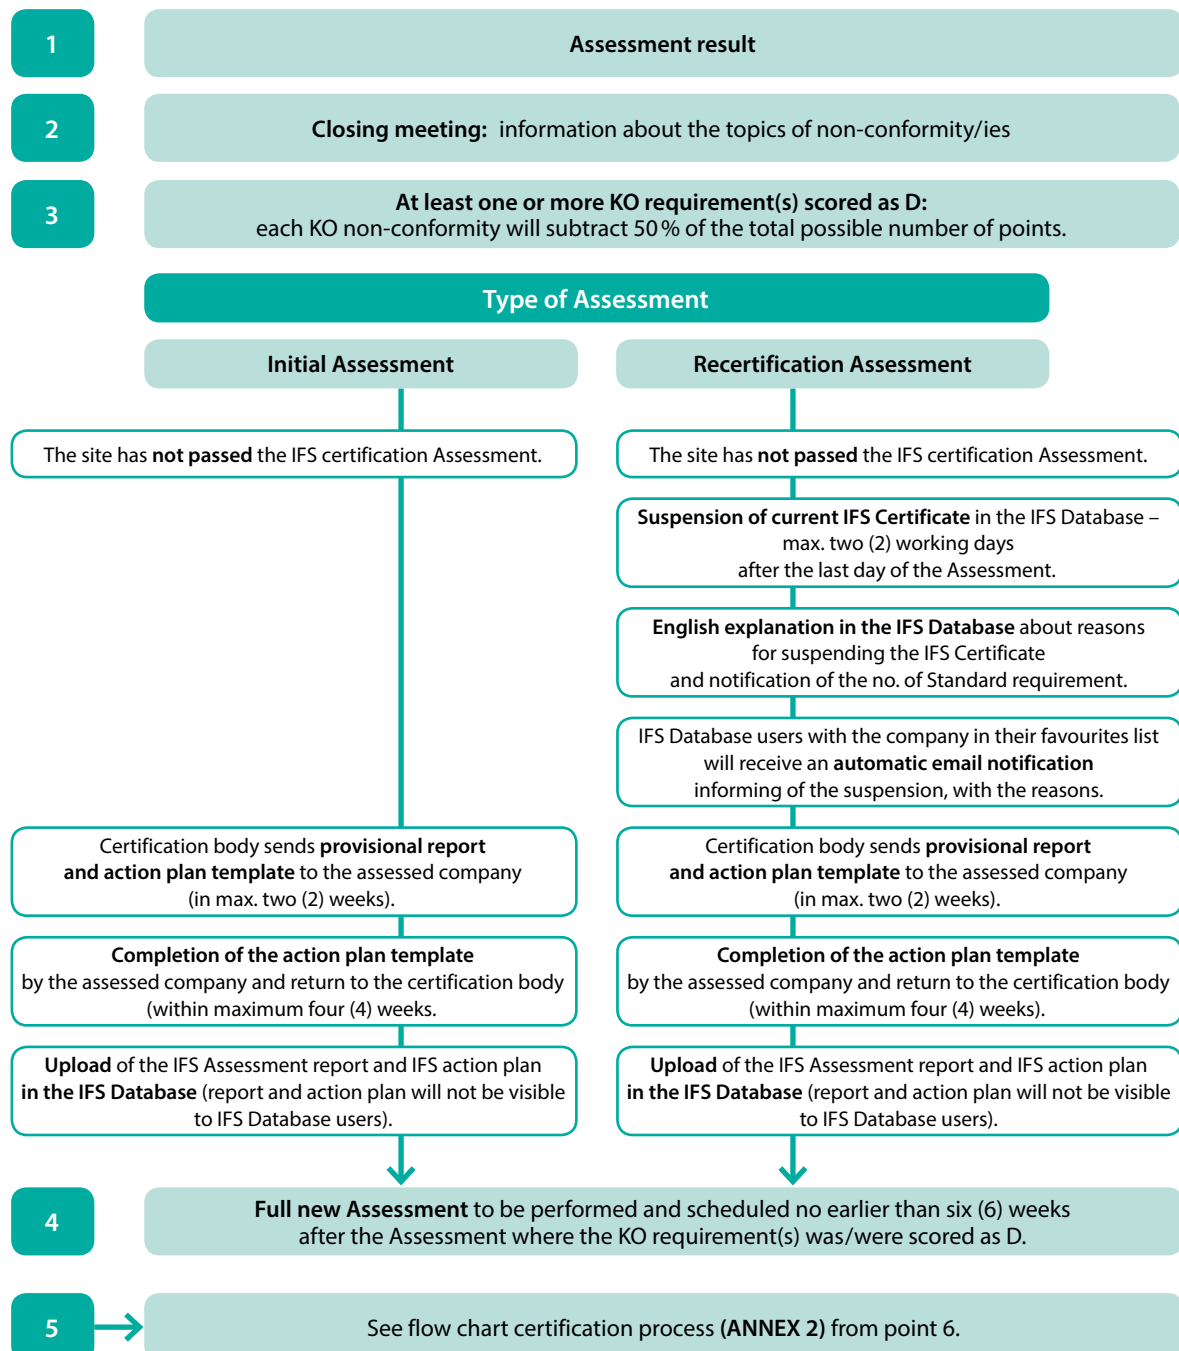 1
Assessment result
2
Closing meeting: information about the topics of non-conformity/ies
3
At least one or more KO requirement(s) scored as D:
each KO non-conformity will subtract 50 % of the total possible number of points.
Type of Assessment
Initial Assessment
The site has not passed the IFS certification Assessment.
Certification body sends provisional report
and action plan template to the assessed company
(in max. two (2) weeks).
Completion of the action plan template
by the assessed company and return to the certification body
(within maximum four (4) weeks.
Upload of the IFS Assessment report and IFS action plan
in the IFS Database (report and action plan will not be visible
to IFS Database users).
Recertification Assessment
The site has not passed the IFS certification Assessment.
Suspension of current IFS Certificate in the IFS Database –
max. two (2) working days
after the last day of the Assessment.
English explanation in the IFS Database about reasons
for suspending the IFS Certificate
and notification of the no. of Standard requirement.
IFS Database users with the company in their favourites list
will receive an automatic email notification
informing of the suspension, with the reasons.
Certification body sends provisional report
and action plan template to the assessed company
(in max. two (2) weeks).
Completion of the action plan template
by the assessed company and return to the certification body
(within maximum four (4) weeks).
Upload of the IFS Assessment report and IFS action plan
in the IFS Database (report and action plan will not be visible
to IFS Database users).
4
Full new Assessment to be performed and scheduled no earlier than six (6) weeks
after the Assessment where the KO requirement(s) was/were scored as D.
5
See flow chart certification process (ANNEX 2) from point 6.